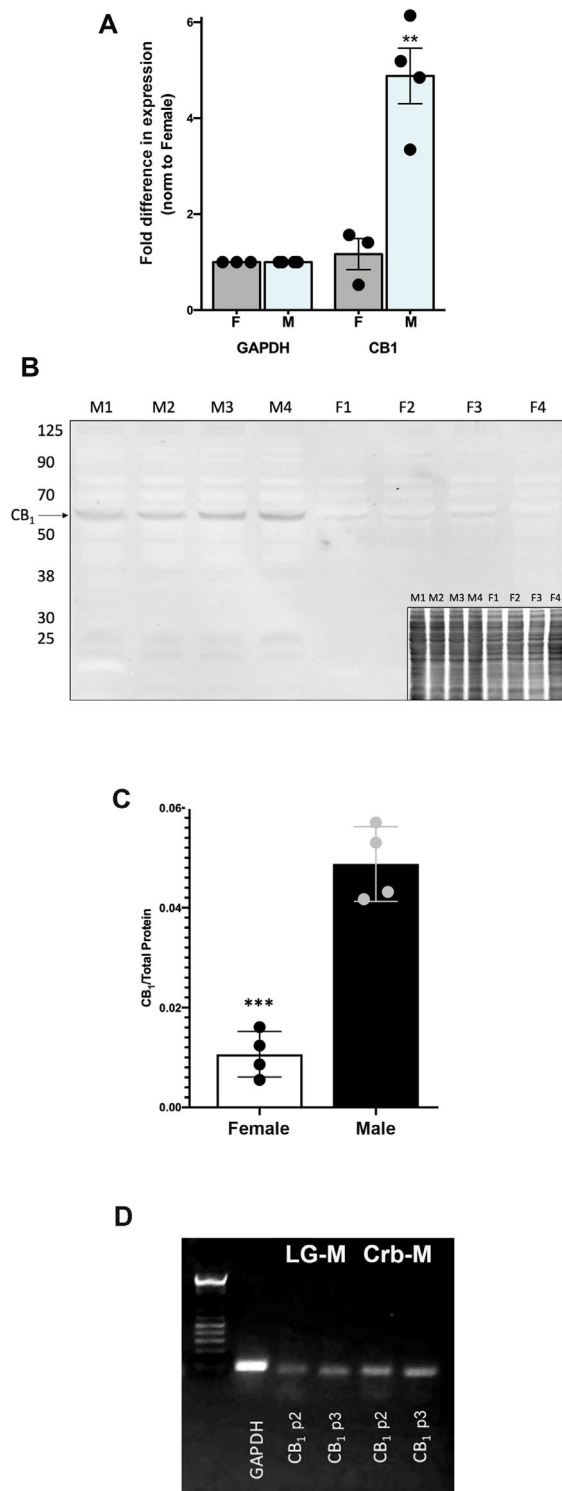 A
Fold difference in expression
(norm to Female)
6
4
2
0
**
F M F M
GAPDH CB1
B
M1 M2 M3 M4 F1 F2 F3 F4
125
90
70
CB₁
50
38
30
25
M1 M2 M3 M4 F1 F2 F3 F4
C
CB₁/Total Protein
0.06
0.04
0.02
0.00
***
Female Male
D
LG-M Crb-M
GAPDH
CB₁ p2
CB₁ p3
CB₁ p2
CB₁ p3